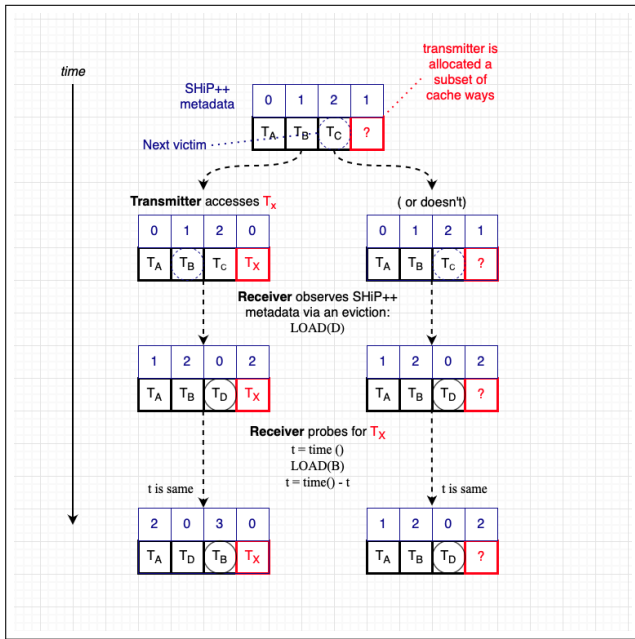 time
SHiP++
metadata
transmitter is
allocated a
subset of
cache ways
0 1 2 1
Next victim
TA TB TC ?
Transmitter accesses Tx
( or doesn't)
0 1 2 0
TA TB Tc TX
0 1 2 1
TA TB Tc ?
Receiver observes SHiP++
metadata via an eviction:
LOAD(D)
1 2 0 2
TA TB TD TX
1 2 0 2
TA TB TD ?
Receiver probes for TX
t = time ()
LOAD(B)
t = time() - t
t is same
t is same
2 0 3 0
TA TD TB TX
1 2 0 2
TA TB TD ?